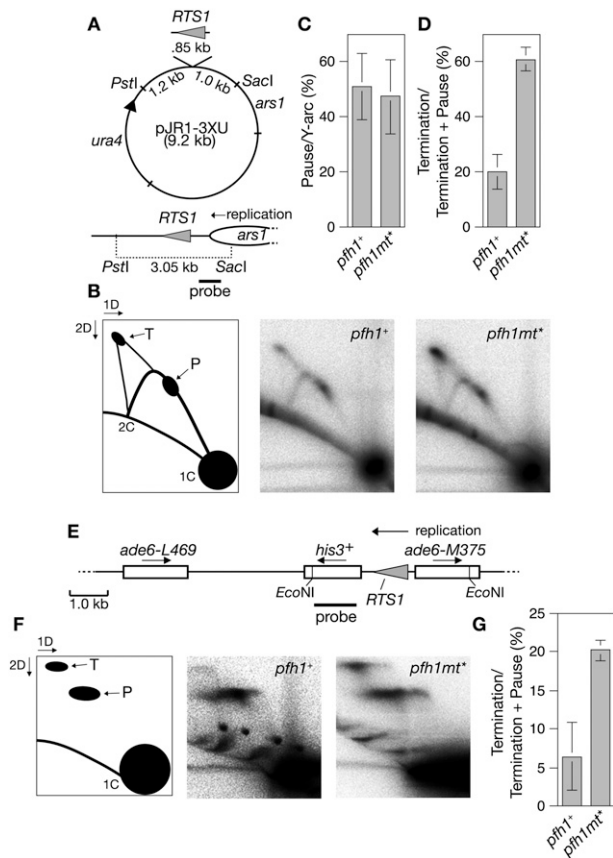 A
RTS1
.85 kb
PstI
1.2 kb
1.0 kb
SacI
ars1
ura4
pJR1-3XU
(9.2 kb)
RTS1
←replication
ars1
PstI
3.05 kb
SacI
probe
B
1D
2D
T
P
2C
1C
pfh1+
pfh1mt*
C
Pause/Y-arc (%)
60
40
20
0
pfh1+
pfh1mt*
D
Termination/
Termination + Pause (%)
60
40
20
0
pfh1+
pfh1mt*
E
replication
ade6-L469
his3+
ade6-M375
EcoNI
RTS1
EcoNI
1.0 kb
probe
F
1D
2D
T
P
1C
pfh1+
pfh1mt*
G
Termination/
Termination + Pause (%)
25
20
15
10
5
0
pfh1+
pfh1mt*